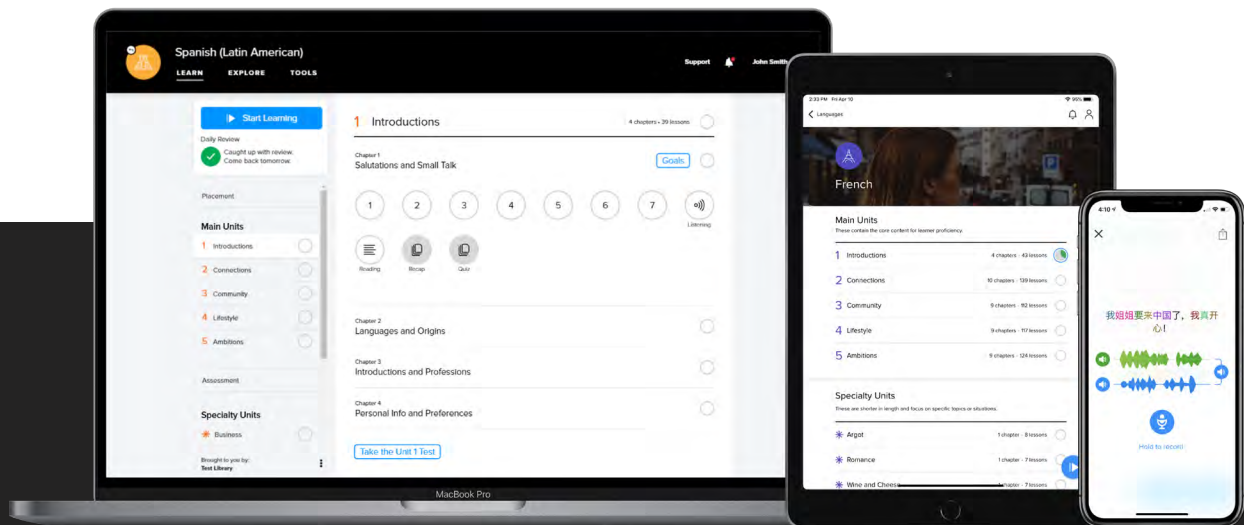 Spanish (Latin American)
LEARN EXPLORE TOOLS
Support John Smith
Start Learning
Daily Review
Caught up with review.
Come back tomorrow.
Placement
Main Units
1 Introductions
2 Connections
3 Community
4 Lifestyle
5 Ambitions
Assessment
Specialty Units
Business
Brought to you by:
Test Library
1 Introductions 4 chapters • 39 lessons
Chapter 1
Salutations and Small Talk Goals
1 2 3 4 5 6 7
Listening
Reading Recap Quiz
Chapter 2
Languages and Origins
Chapter 3
Introductions and Professions
Chapter 4
Personal Info and Preferences
Take the Unit 1 Test
MacBook Pro
2:33 PM Fri Apr 10 95%
Languages
French
Main Units
These contain the core content for learner proficiency.
1 Introductions 4 chapters - 43 lessons
2 Connections 10 chapters - 139 lessons
3 Community 9 chapters - 112 lessons
4 Lifestyle 9 chapters - 117 lessons
5 Ambitions 9 chapters - 124 lessons
Specialty Units
These are shorter in length and focus on specific topics or situations.
Argot 1 chapter - 8 lessons
Romance 1 chapter - 7 lessons
Wine and Cheese chapter - 7 lessons
4:10
我姐姐要来中国了，我真开
心！
Hold to record